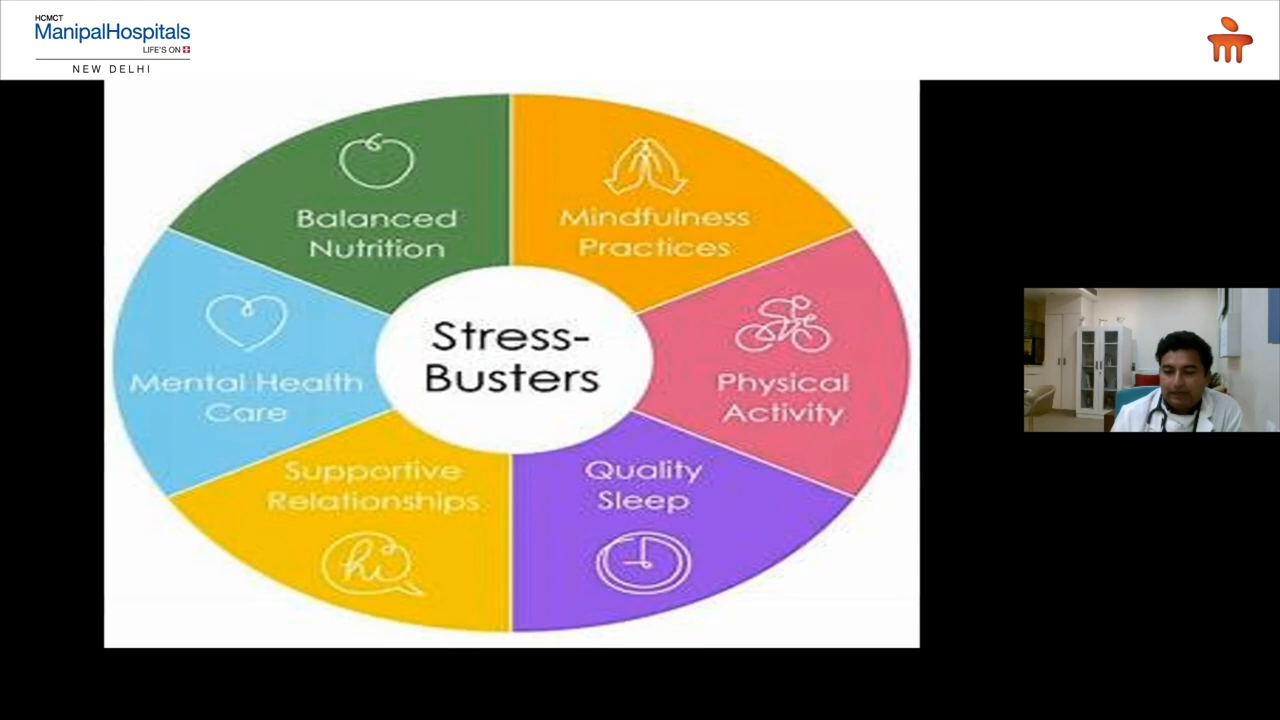 HCMCT
ManipalHospitals
LIFE'S ON
NEW DELHI
Balanced
Nutrition
Mindfulness
Practices
Mental Health
Care
Stress-
Busters
Physical
Activity
Supportive
Relationships
hi
Quality
Sleep